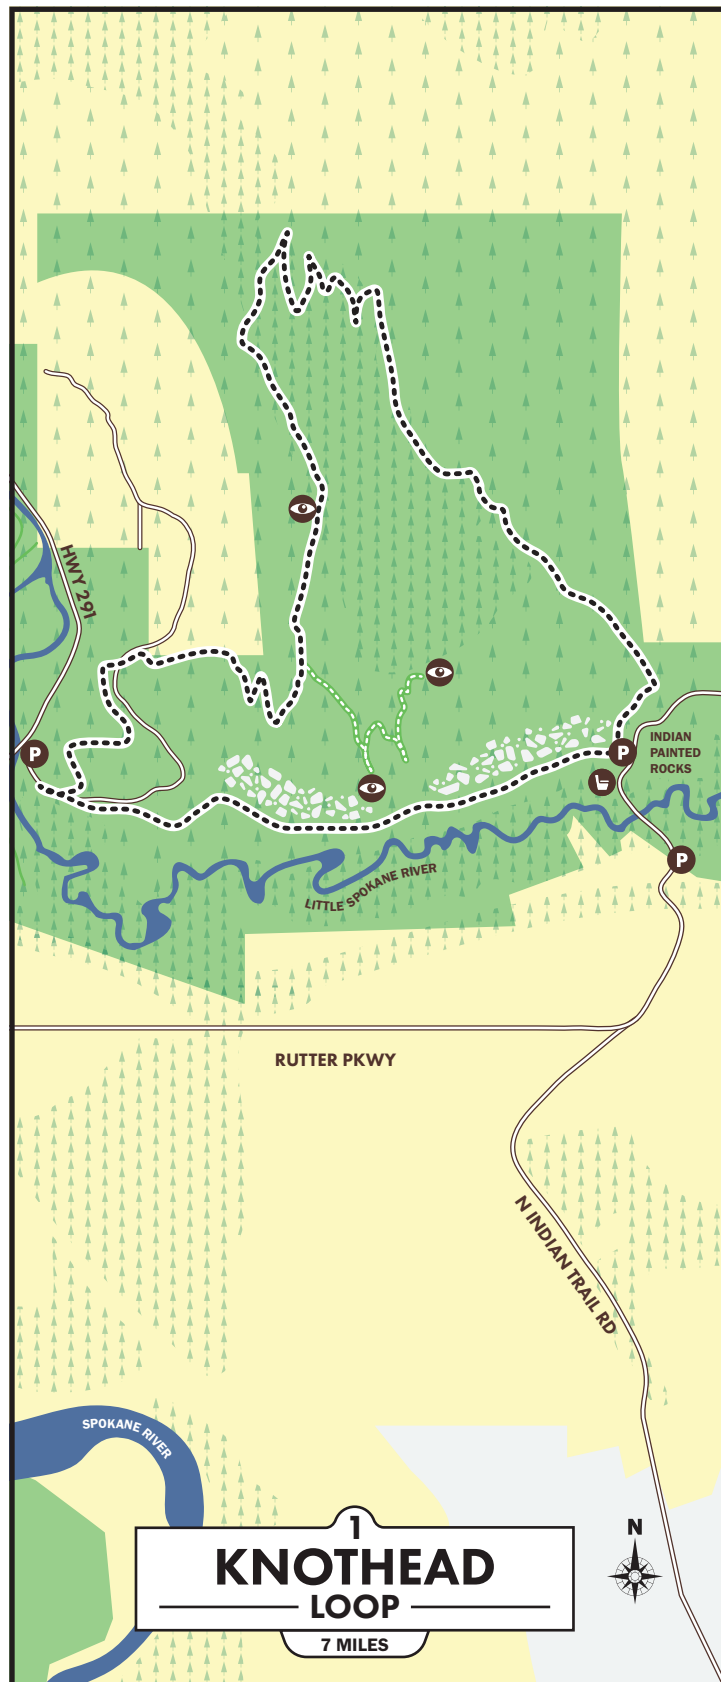 HWY 291
P
INDIAN
PAINTED
ROCKS
P
P
LITTLE SPOKANE RIVER
RUTTER PKWY
N INDIAN TRAIL RD
SPOKANE RIVER
1
KNOTHEAD
LOOP
7 MILES
N